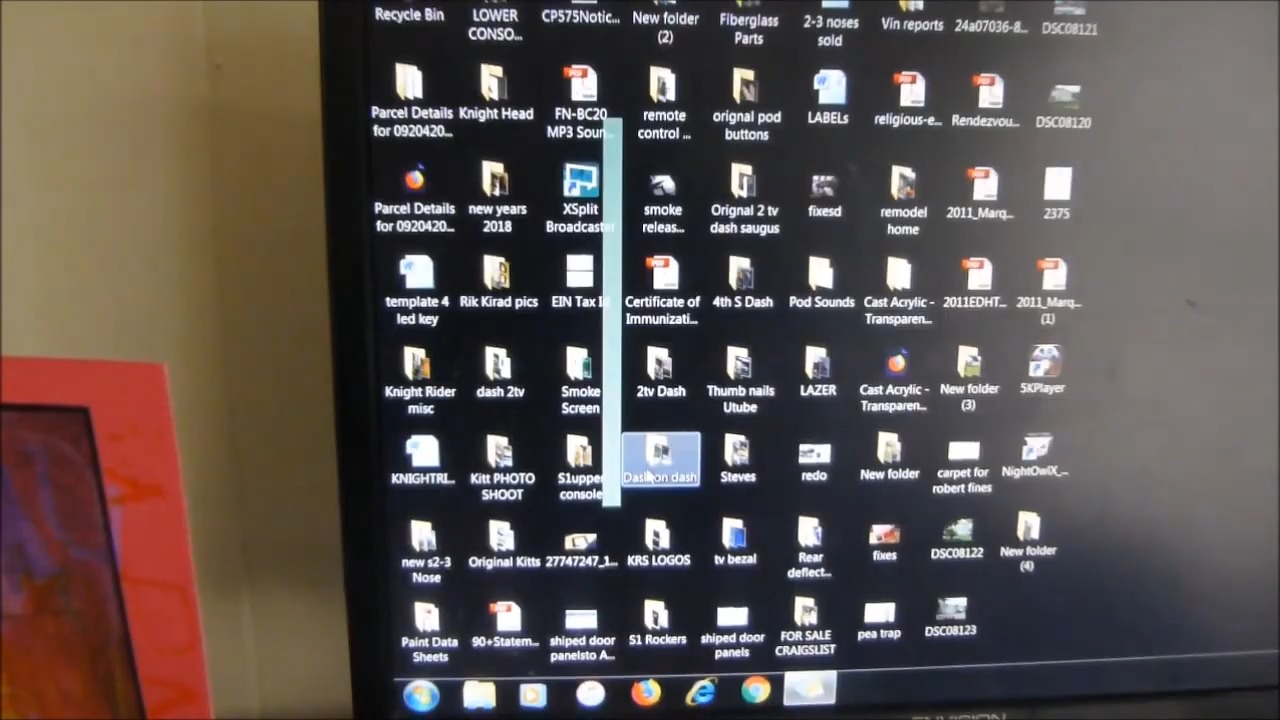 Recycle Bin
LOWER
CONSO...
CP575Notic...
New folder
(2)
Fiberglass
Parts
2-3 noses
sold
Vin reports
24a07036-8...
DSC08121
Parcel Details
for 0920420...
Knight Head
FN-BC20
MP3 Soun...
remote
control ...
orignal pod
buttons
LABELs
religious-e...
Rendezvou...
DSC08120
Parcel Details
for 0920420...
new years
2018
XSplit
Broadcaster
smoke
releas...
Orignal 2 tv
dash saugus
fixesd
remodel
home
2011_Marq...
2375
template 4
led key
Rik Kirad pics
EIN Tax Id
Certificate of
Immunizati...
4th S Dash
Pod Sounds
Cast Acrylic -
Transparen...
2011EDHT...
2011_Marq...
(1)
Knight Rider
misc
dash 2tv
Smoke
Screen
2tv Dash
Thumb nails
Utube
LAZER
Cast Acrylic -
Transparen...
New folder
(3)
5KPlayer
KNIGHTRI...
Kitt PHOTO
SHOOT
S1upper
console
Dash on dash
Steves
redo
New folder
carpet for
robert fines
NightOwlX_...
new s2-3
Nose
Original Kitts
27747247_1...
KRS LOGOS
tv bezal
Rear
deflect...
fixes
DSC08122
New folder
(4)
Paint Data
Sheets
90+Statem...
shiped door
panelsto A...
S1 Rockers
shiped door
panels
FOR SALE
CRAIGSLIST
pea trap
DSC08123
ENVISION